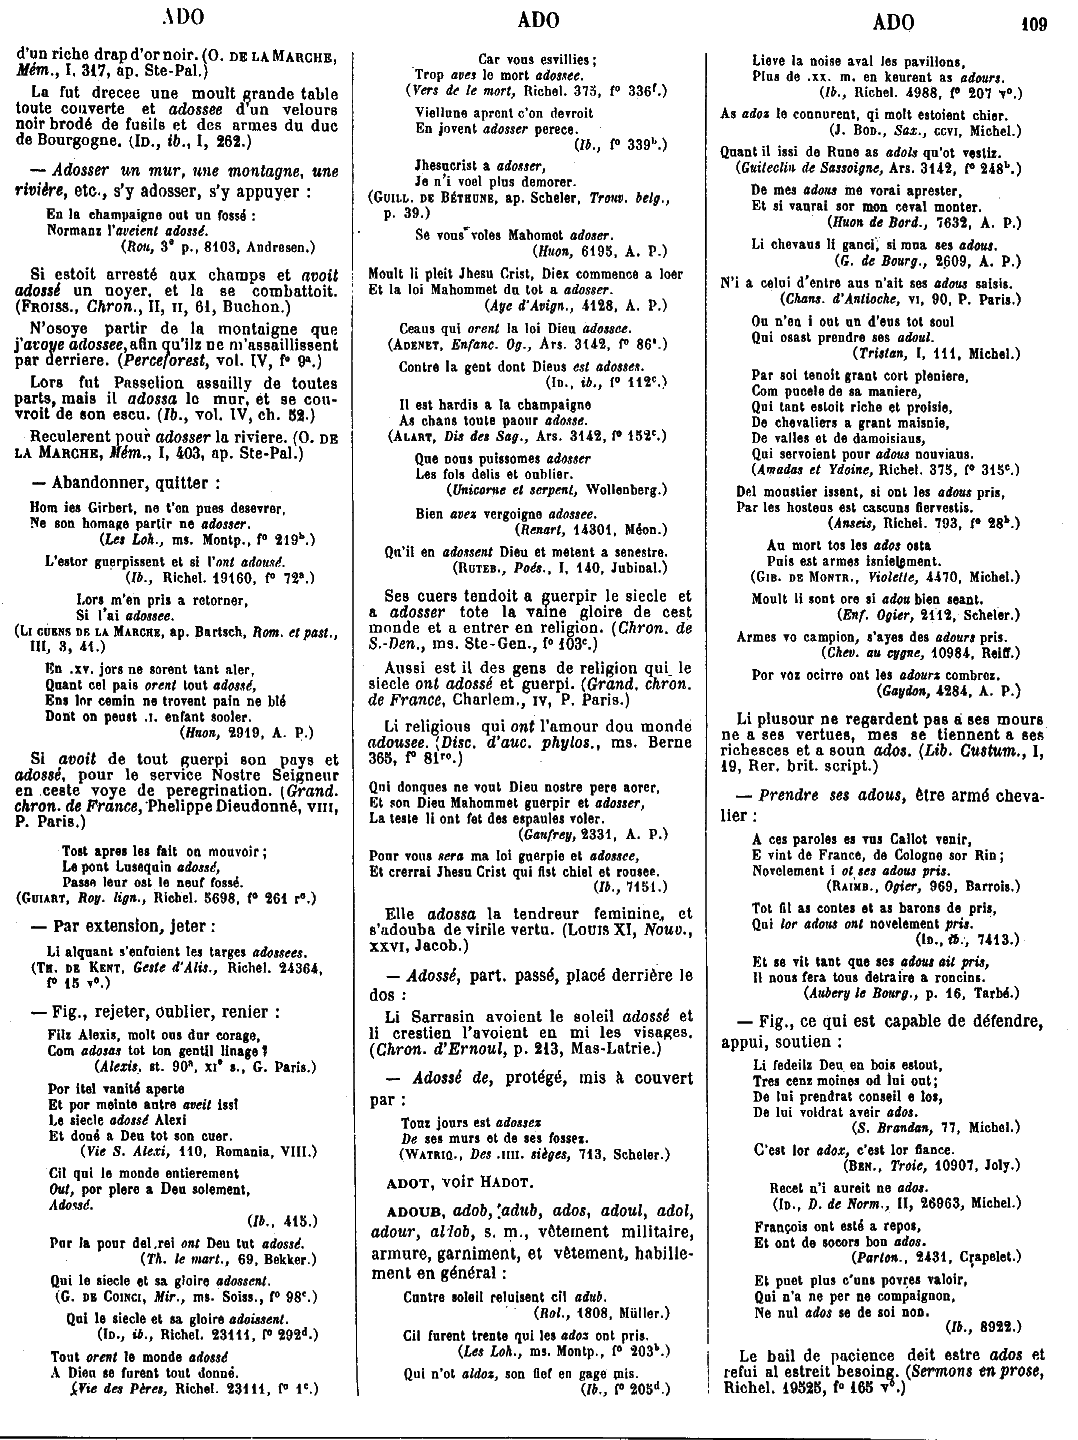 ADO
d'un riche drap d'or noir. (O. DE LA MARCHE,
Mém., I, 317, ap. Ste-Pal.)
La fut drecee une moult grande table
toute couverte et adossee d'un velours
noir brodé de fusils et des armes du duc
de Bourgogne. (ID., ib., I, 262.)
— Adosser un mur, une montagne, une
rivière, etc., s'y adosser, s'y appuyer :
En la champaigne out un fossé :
Normanz l'aveient adossé.
(Rou, 3e p., 8103, Andresen.)
Si estoit arresté aux champs et avoit
adossé un noyer, et la se combattoit.
(FROISS., Chron., II, II, 61, Buchon.)
N'osoye partir de la montaigne que
j'avoye adossee, afin qu'ilz ne m'assaillissent
par derriere. (Perceforest, vol. IV, fo 9a.)
Lors fut Passelion assailly de toutes
parts, mais il adossa le mur, et se cou-
vroit de son escu. (Ib., vol. IV, ch. 52.)
Reculerent pour adosser la riviere. (O. DE
LA MARCHE, Mém., I, 403, ap. Ste-Pal.)
— Abandonner, quitter :
Hom ies Girbert, ne t'en pues desevrer,
Ne son homage partir ne adosser.
(Les Loh., ms. Montp., fo 219b.)
L'estor guerpissent et si l'ont adousé.
(Ib., Richel. 19160, fo 72a.)
Lors m'en pris a retorner,
Si l'ai adossee.
(LI CUENS DE LA MARCHE, ap. Bartsch, Rom. et past.,
III, 3, 41.)
En .xv. jors ne sorent tant aler,
Quant cel pais orent tout adossé,
Ens lor cemin ne trovent pain ne blé
Dont on peust .I. enfant sooler.
(Huon, 2919, A. P.)
Si avoit de tout guerpi son pays et
adossé, pour le service Nostre Seigneur
en ceste voye de peregrination. (Grand.
chron. de France, Phelippe Dieudonné, VIII,
P. Paris.)
Tost apres les fait on mouvoir ;
Le pont Lusequin adossé,
Passe leur ost le neuf fossé.
(GUIART, Roy. lign., Richel. 5698, fo 261 ro.)
— Par extension, jeter :
Li alquant s'enfuient les targes adossees.
(TH. DE KENT, Geste d'Alis., Richel. 24364,
fo 15 vo.)
— Fig., rejeter, oublier, renier :
Filz Alexis, molt ous dur corage,
Com adosas tot ton gentil linage ?
(Alexis, st. 90a, XIe s., G. Paris.)
Por itel vanité aperte
Et por meinte autre aveit issi
Le siecle adossé Alexi
Et doné a Deu tot son cuer.
(Vie S. Alexi, 110, Romania, VIII.)
Cil qui le monde entierement
Out, por plere a Deu solement,
Adossé.
(Ib., 415.)
Pur la pour del rei ont Deu tut adossé.
(Th. le mart., 69, Bekker.)
Qui le siecle et sa gloire adossent.
(G. DE COINCI, Mir., ms. Soiss., fo 98c.)
Qui le siecle et sa gloire adoissent.
(ID., ib., Richel. 23111, fo 292d.)
Tout orent le monde adossé
A Dieu se furent tout donné.
(Vie des Pères, Richel. 23111, fo 1c.)
ADO
Car vous esvillies ;
Trop aves le mort adossee.
(Vers de le mort, Richel. 375, fo 336f.)
Viellune aprent c'on devroit
En jovent adosser perece.
(Ib., fo 339b.)
Jhesucrist a adosser,
Je n'i voel plus demorer.
(GUILL. DE BÉTHUNE, ap. Scheler, Trouv. belg.,
p. 39.)
Se vous voles Mahomot adoser.
(Huon, 6195, A. P.)
Moult li pleit Jhesu Crist, Diex commence a loer
Et la loi Mahommet du tot a adosser.
(Aye d'Avign., 4128, A. P.)
Ceaus qui orent la loi Dieu adossee.
(ADENET, Enfanc. Og., Ars. 3142, fo 86a.)
Contre la gent dont Dieus est adosses.
(ID., ib., fo 112c.)
Il est hardis a la champaigne
As chans toute paour adosse.
(ALART, Dis des Sag., Ars. 3142, fo 152c.)
Que nous puissomes adosser
Les fols delis et oublier.
(Unicorne et serpent, Wollenberg.)
Bien avez vergoigne adossee.
(Renart, 14301, Méon.)
Qu'il en adossent Dieu et metent a senestre.
(RUTEB., Poés., I, 140, Jubinal.)
Ses cuers tendoit a guerpir le siecle et
a adosser tote la vaine gloire de cest
monde et a entrer en religion. (Chron. de
S.-Den., ms. Ste-Gen., fo 103c.)
Aussi est il des gens de religion qui le
siecle ont adossé et guerpi. (Grand. chron.
de France, Charlem., IV, P. Paris.)
Li religious qui ont l'amour dou monde
adousee. (Disc. d'auc. phylos., ms. Berne
365, fo 81ro.)
Qui donques ne vout Dieu nostre pere aorer,
Et son Dieu Mahommet guerpir et adosser,
La teste li ont fet des espaules voler.
(Gaufrey, 2331, A. P.)
Pour vous sera ma loi guerpie et adossee,
Et crerrai Jhesu Crist qui fist chiel et rousee.
(Ib., 7151.)
Elle adossa la tendreur feminine, et
s'adouba de virile vertu. (LOUIS XI, Nouv.,
XXVI, Jacob.)
— Adossé, part. passé, placé derrière le
dos :
Li Sarrasin avoient le soleil adossé et
li crestien l'avoient en mi les visages.
(Chron. d'Ernoul, p. 213, Mas-Latrie.)
— Adossé de, protégé, mis à couvert
par :
Touz jours est adossez
De ses murs et de ses fossez.
(WATRIQ., Des .IIII. sièges, 713, Scheler.)
ADOT, voir HADOT.
ADOUB, adob, adub, ados, adoul, adol,
adour, aldob, s. m., vêtement militaire,
armure, garniment, et vêtement, habille-
ment en général :
Cuntre soleil reluisent cil adub.
(Rol., 1808, Müller.)
Cil furent trente qui les adoz ont pris.
(Les Loh., ms. Montp., fo 203b.)
Qui n'ot aldoz, son fief en gage mis.
(Ib., fo 205d.)
ADO 109
Lieve la noise aval les pavillons,
Plus de .xx. m. en keurent as adours.
(Ib., Richel. 4988, fo 207 vo.)
As adoz le connurent, qi molt estoient chier.
(J. BOD., Sax., CCVI, Michel.)
Quant il issi de Rune as adols qu'ot vestiz.
(Guiteclin de Sassoigne, Ars. 3142, fo 248b.)
De mes adous me vorai aprester,
Et si vaurai sor mon ceval monter.
(Huon de Bord., 7632, A. P.)
Li chevaus li ganci, si mua ses adous.
(G. de Bourg., 2609, A. P.)
N'i a celui d'entre aus n'ait ses adous saisis.
(Chans. d'Antioche, VI, 90, P. Paris.)
Ou n'en i out un d'eus tot soul
Qui osast prendre ses adoul.
(Tristan, I, 111, Michel.)
Par soi tenoit grant cort pleniere,
Com pucele de sa maniere,
Qui tant estoit riche et proisie,
De chevaliers a grant maisnie,
De valles et de damoisiaus,
Qui servoient pour adous nouviaus.
(Amadas et Ydoine, Richel. 375, fo 315c.)
Del moustier issent, si ont les adous pris,
Par les hosteus est cascuns fiervestis.
(Anseis, Richel. 793, fo 28b.)
Au mort tos les ados osta
Puis est armes isnielement.
(GIB. DE MONTR., Violette, 4470, Michel.)
Moult li sont ore si adou bien seant.
(Enf. Ogier, 2112, Scheler.)
Armes vo campion, s'ayes des adours pris.
(Chev. au cygne, 10984, Reiff.)
Por voz ocirre ont les adourz combrez.
(Gaydon, 4284, A. P.)
Li plusour ne regardent pas a ses mours
ne a ses vertues, mes se tiennent a ses
richesces et a soun ados. (Lib. Custum., I,
19, Rer. brit. script.)
— Prendre ses adous, être armé cheva-
lier :
A ces paroles es vus Callot venir,
E vint de France, de Cologne sor Rin ;
Novelement i ot ses adous pris.
(RAIMB., Ogier, 969, Barrois.)
Tot fil as contes et as barons de pris,
Qui lor adous ont novelement pris.
(ID., ib., 7413.)
Et se vit tant que ses adous ait pris,
Il nous fera tous detraire a roncins.
(Aubery le Bourg., p. 16, Tarbé.)
— Fig., ce qui est capable de défendre,
appui, soutien :
Li fedeilz Deu en bois estout,
Tres cenz moines od lui out ;
De lui prendrat conseil e los,
De lui voldrat aveir ados.
(S. Brandan, 77, Michel.)
C'est lor adox, c'est lor fiance.
(BEN., Troie, 10907, Joly.)
Recet n'i aureit ne ados.
(ID., D. de Norm., II, 26963, Michel.)
François ont esté a repos,
Et ont de socors bon ados.
(Parton., 2431, Crapelet.)
Et puet plus c'uns povres valoir,
Qui n'a ne per ne compaignon,
Ne nul ados se de soi non.
(Ib., 8922.)
Le bail de pacience deit estre ados et
refui al estreit besoing. (Sermons en prose,
Richel. 19525, fo 165 vo.)